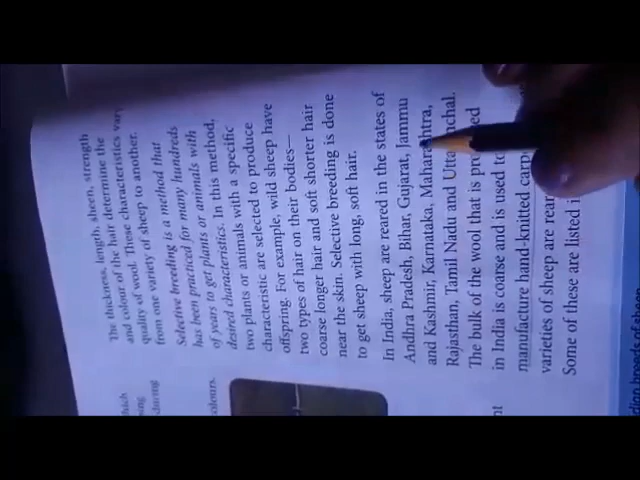 The thickness, length, sheen, strength
and colour of the hair determine the
quality of wool. These characteristics vary
from one variety of sheep to another.
Selective breeding is a method that
has been practiced for many hundreds
of years to get plants or animals with
desired characteristics. In this method,
two plants or animals with a specific
characteristic are selected to produce
offspring. For example, wild sheep have
two types of hair on their bodies—
coarse longer hair and soft shorter hair
near the skin. Selective breeding is done
to get sheep with long, soft hair.
In India, sheep are reared in the states of
Andhra Pradesh, Bihar, Gujarat, Jammu
and Kashmir, Karnataka, Maharashtra,
Rajasthan, Tamil Nadu and
The bulk of the wool that is
in India is coarse and is used to
manufacture hand-knitted
varieties of sheep are
Some of these are listed
colours.